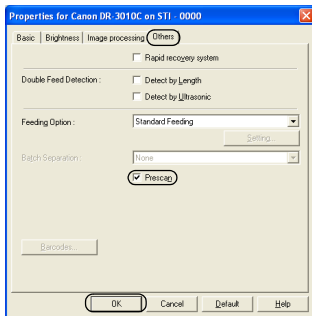 Properties for Canon DR-3010C on STI - 0000
Basic Brightness Image processing Others
Rapid recovery system
Double Feed Detection : Detect by Length
Detect by Ultrasonic
Feeding Option : Standard Feeding
Setting...
Batch Separation : None
Prescan
Barcodes...
OK Cancel Default Help